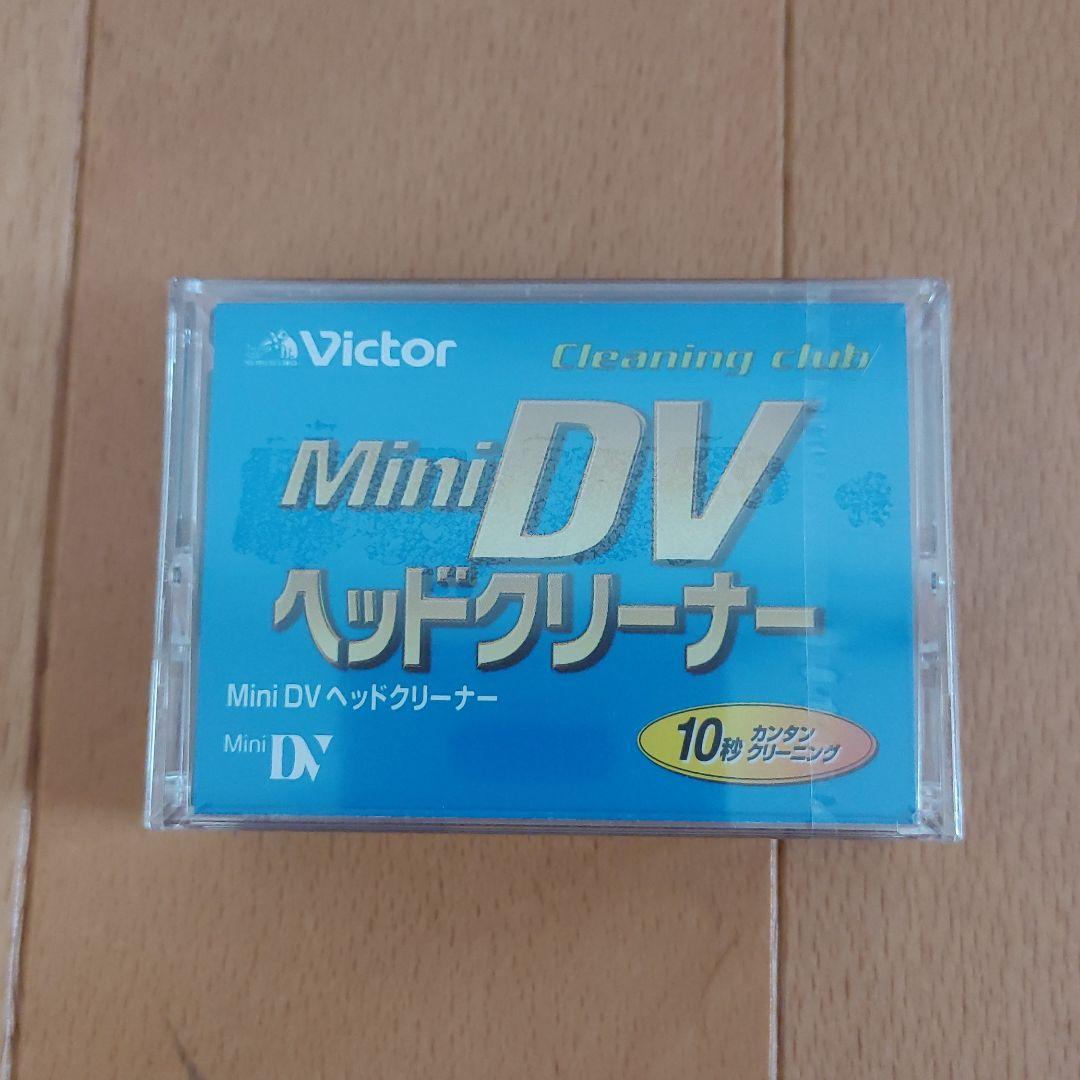 Victor
Cleaning club
Mini DV
ヘッドクリーナー
Mini DV ヘッドクリーナー
Mini DV
10秒 カンタン
クリーニング